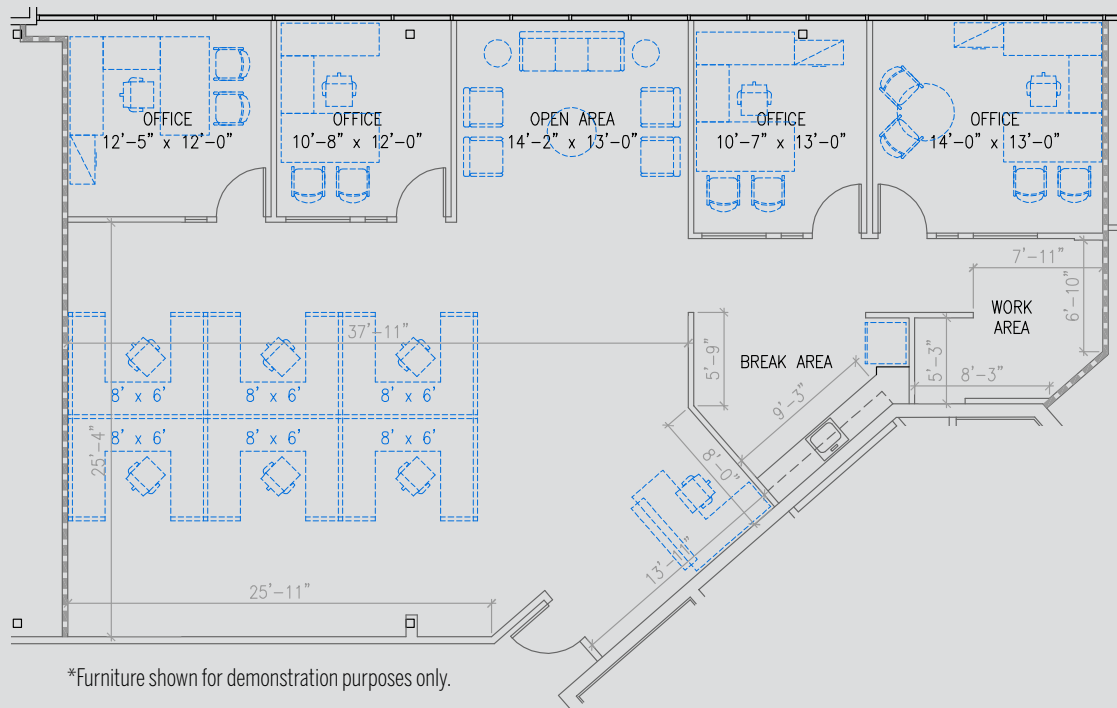 OFFICE
12'-5" x 12'-0"
OFFICE
10'-8" x 12'-0"
OPEN AREA
14'-2" x 13'-0"
OFFICE
10'-7" x 13'-0"
OFFICE
14'-0" x 13'-0"
7'-11"
6'-10"
WORK
AREA
37'-11"
5'-9"
BREAK AREA
5'-3"
8'-3"
9'-3"
8' x 6'
8' x 6'
8' x 6'
8' x 6'
8' x 6'
8' x 6'
25'-4"
8'-0"
13'-11"
25'-11"
*Furniture shown for demonstration purposes only.